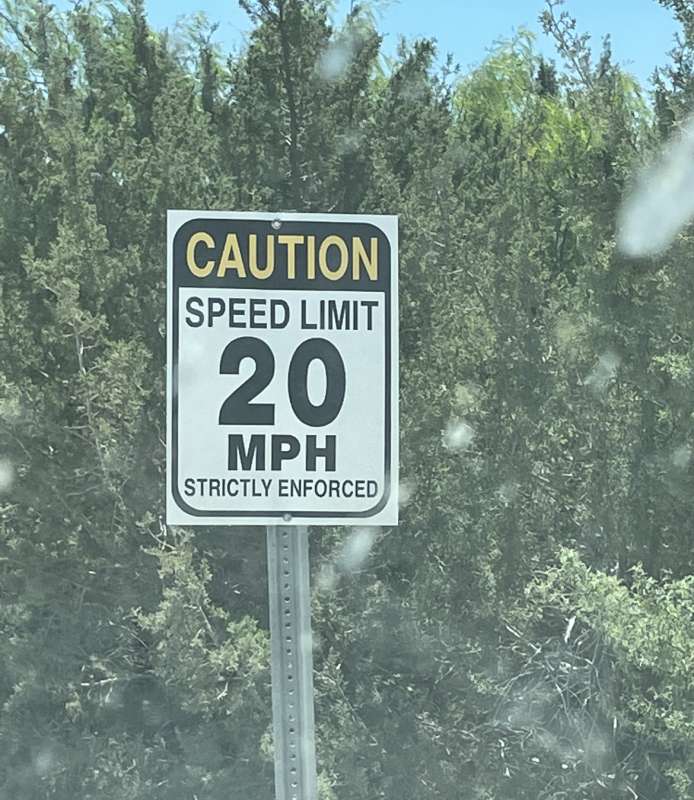 CAUTION
SPEED LIMIT
20
MPH
STRICTLY ENFORCED